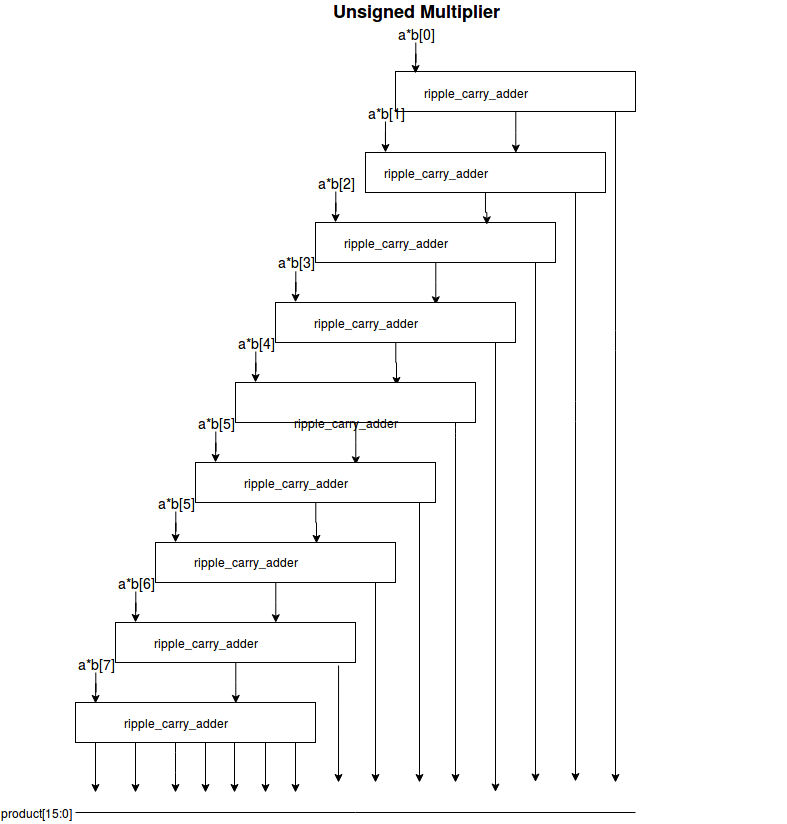 Unsigned Multiplier
a*b[0]
ripple_carry_adder
a*b[1]
ripple_carry_adder
a*b[2]
ripple_carry_adder
a*b[3]
ripple_carry_adder
a*b[4]
ripple_carry_adder
a*b[5]
ripple_carry_adder
a*b[5]
ripple_carry_adder
a*b[6]
ripple_carry_adder
a*b[7]
ripple_carry_adder
product[15:0]